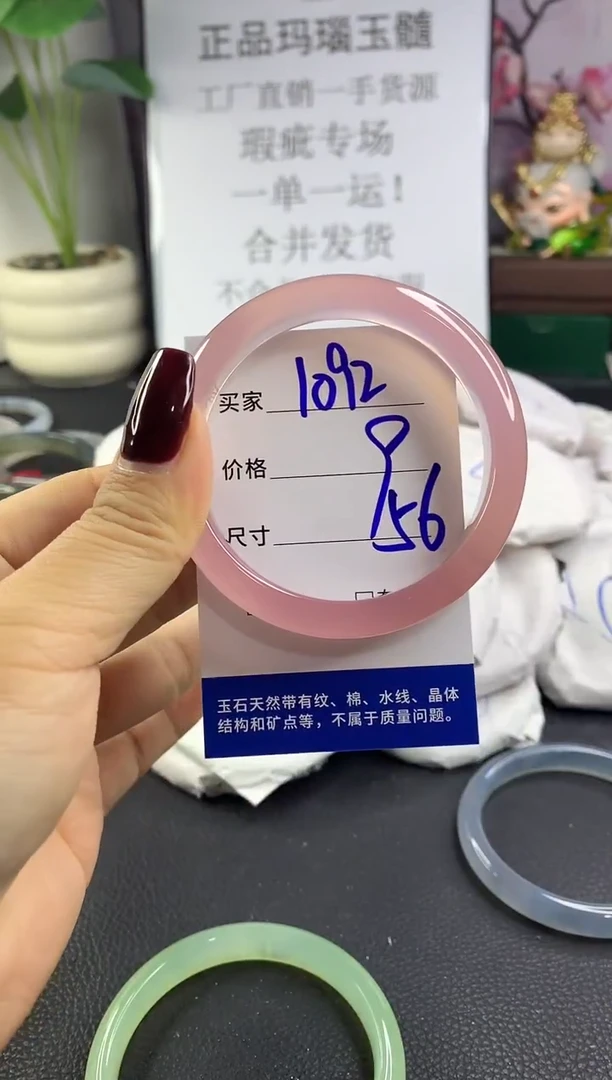 正品玛瑙玉髓
工厂直销一手货源
瑕疵专场
一单一运！
合并发货
买家 1092
价格 9
尺寸 56
玉石天然带有纹、棉、水线、晶体
结构和矿点等，不属于质量问题。